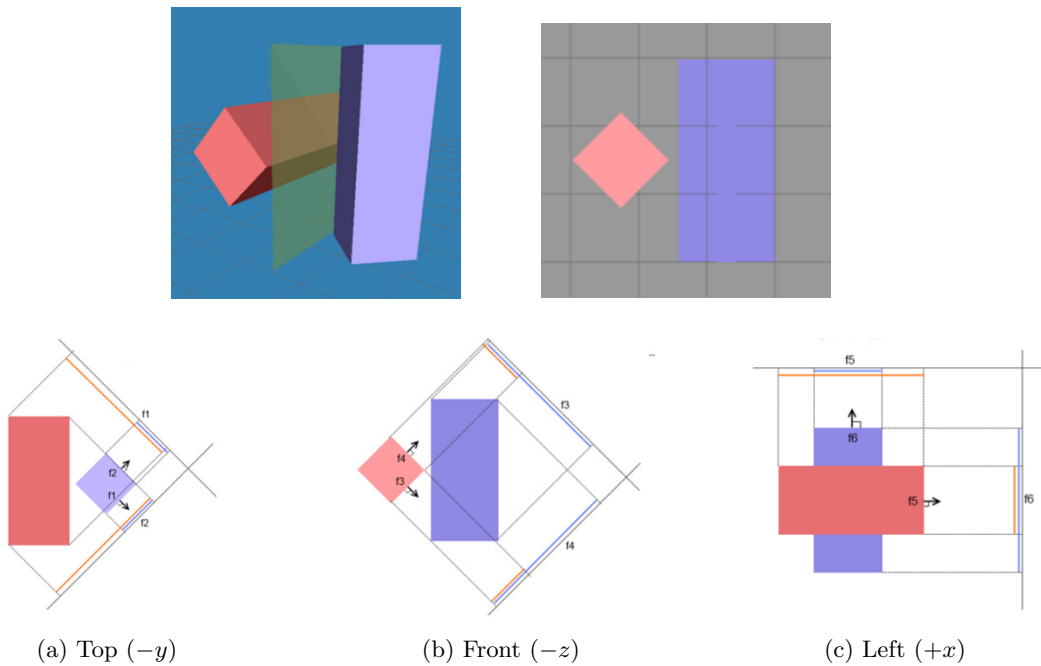 f1
f2
f1
f2
f3
f4
f3
f4
f5
f6
f5
f6
(a) Top (−y)
(b) Front (−z)
(c) Left (+x)